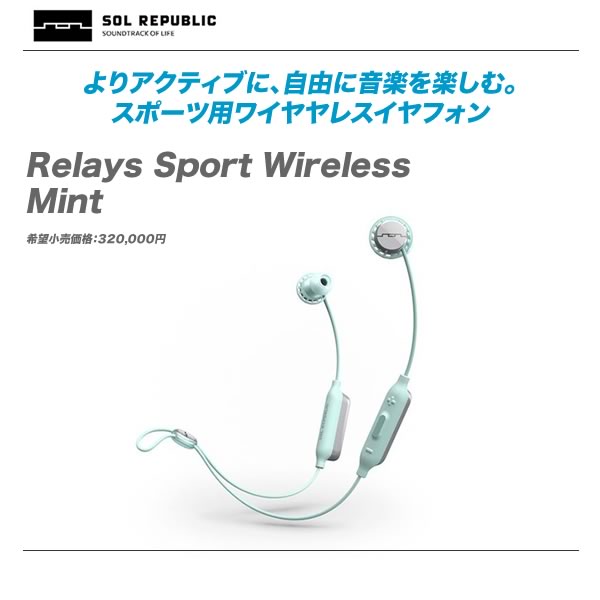 SOL REPUBLIC
SOUNDTRACK OF LIFE
よりアクティブに、自由に音楽を楽しむ。
スポーツ用ワイヤヤレスイヤフォン
Relays Sport Wireless
Mint
希望小売価格：320,000円